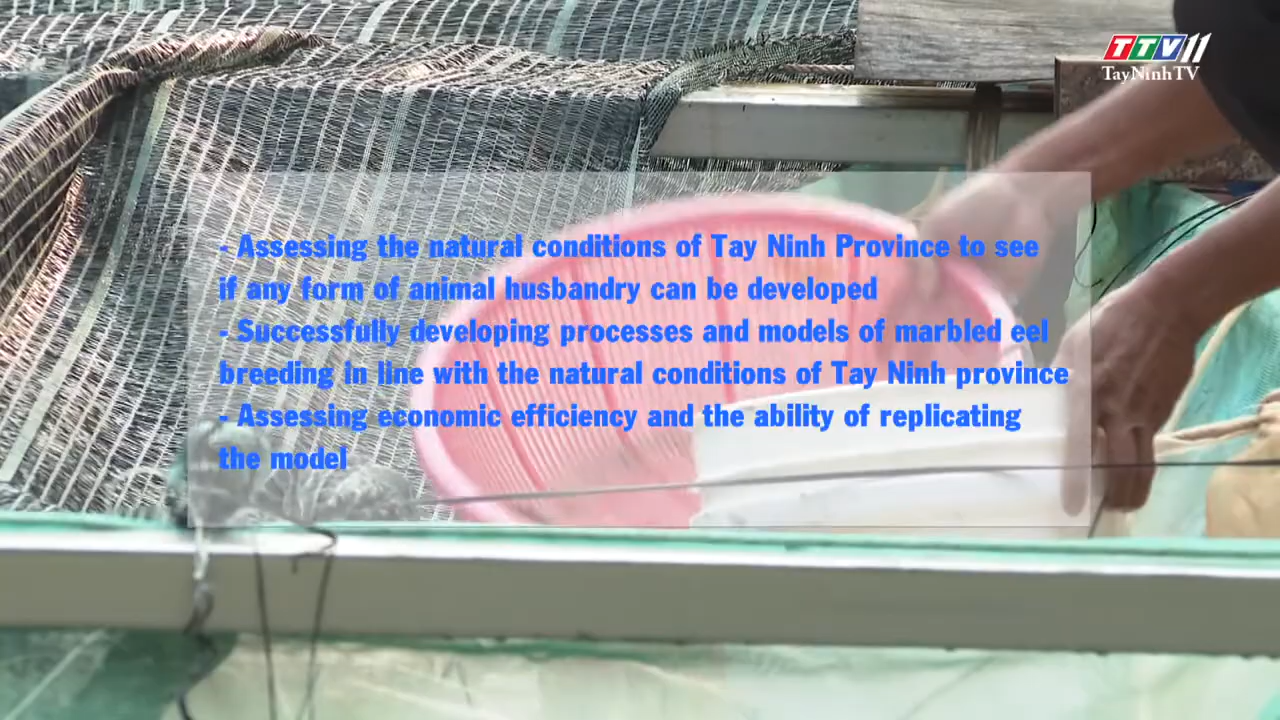 TTV11
TayNinhTV
- Assessing the natural conditions of Tay Ninh Province to see
if any form of animal husbandry can be developed
- Successfully developing processes and models of marbled eel
breeding in line with the natural conditions of Tay Ninh province
- Assessing economic efficiency and the ability of replicating
the model